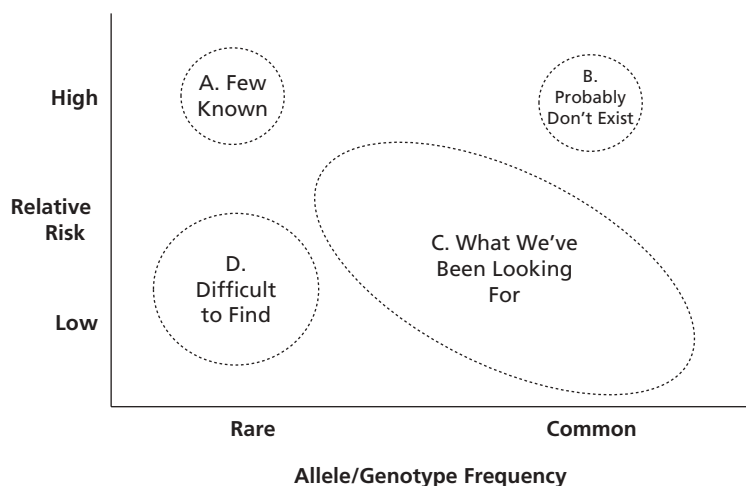 High
A. Few
Known
B.
Probably
Don't Exist
Relative
Risk
C. What We've
Been Looking
For
D.
Difficult
to Find
Low
Rare
Common
Allele/Genotype Frequency